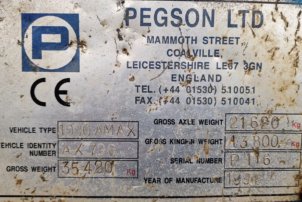 P
PEGSON LTD
MAMMOTH STREET
COALVILLE,
LEICESTERSHIRE LE67 3GN
ENGLAND
TEL. (+44 01530) 510051
FAX. (+44 01530) 510041
CE
VEHICLE TYPE
VEHICLE IDENTITY NUMBER
GROSS WEIGHT 35420 kg
GROSS AXLE WEIGHT 21620 kg
GROSS KINGPIN WEIGHT 13800 kg
SERIAL NUMBER
YEAR OF MANUFACTURE